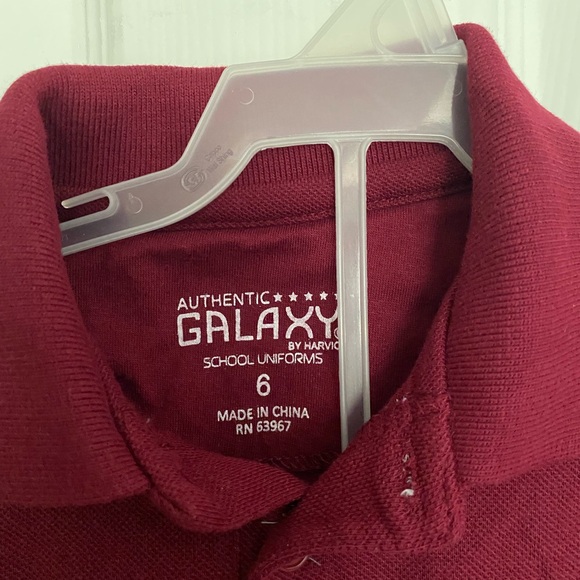 AUTHENTIC ★★★★★
GALAXY
BY HARVIC
SCHOOL UNIFORMS
6
MADE IN CHINA
RN 63967